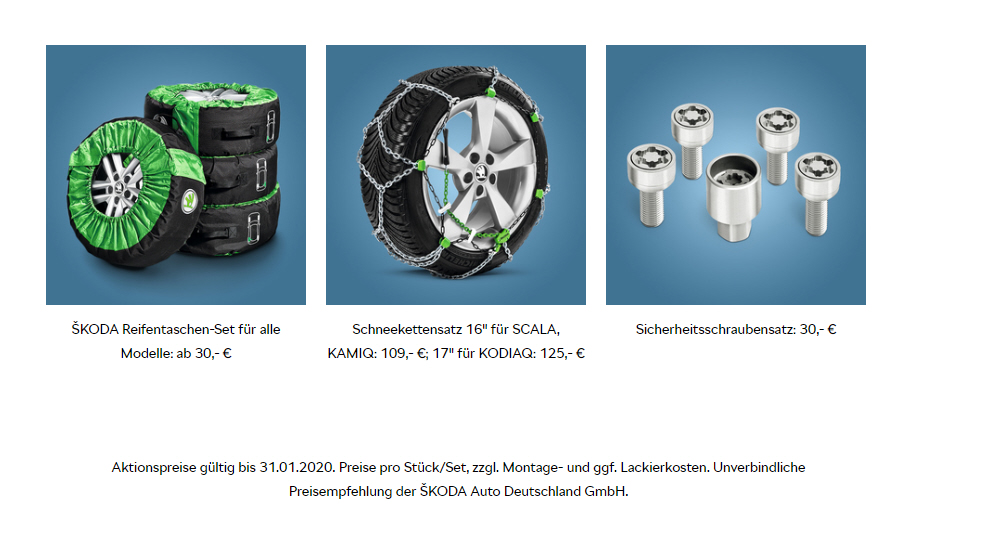 ŠKODA Reifentaschen-Set für alle
Modelle: ab 30,- €
Schneekettensatz 16" für SCALA,
KAMIQ: 109,- €; 17" für KODIAQ: 125,- €
Sicherheitsschraubensatz: 30,- €
Aktionspreise gültig bis 31.01.2020. Preise pro Stück/Set, zzgl. Montage- und ggf. Lackierkosten. Unverbindliche
Preisempfehlung der ŠKODA Auto Deutschland GmbH.